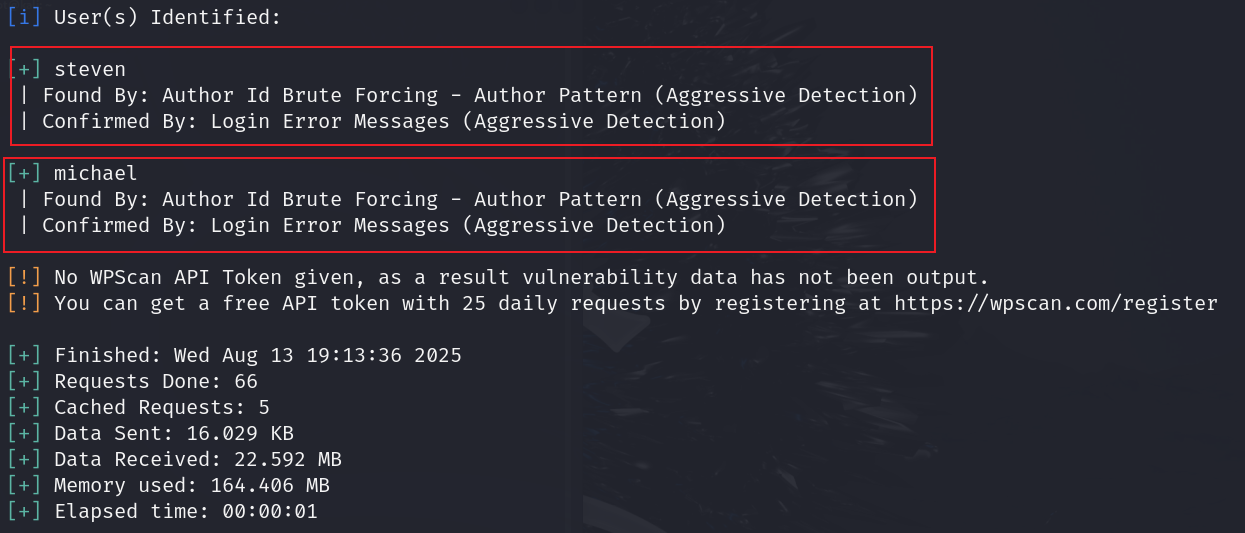 [i] User(s) Identified:
[+] steven
| Found By: Author Id Brute Forcing - Author Pattern (Aggressive Detection)
| Confirmed By: Login Error Messages (Aggressive Detection)
[+] michael
| Found By: Author Id Brute Forcing - Author Pattern (Aggressive Detection)
| Confirmed By: Login Error Messages (Aggressive Detection)
[!] No WPScan API Token given, as a result vulnerability data has not been output.
[!] You can get a free API token with 25 daily requests by registering at https://wpscan.com/register
[+] Finished: Wed Aug 13 19:13:36 2025
[+] Requests Done: 66
[+] Cached Requests: 5
[+] Data Sent: 16.029 KB
[+] Data Received: 22.592 MB
[+] Memory used: 164.406 MB
[+] Elapsed time: 00:00:01